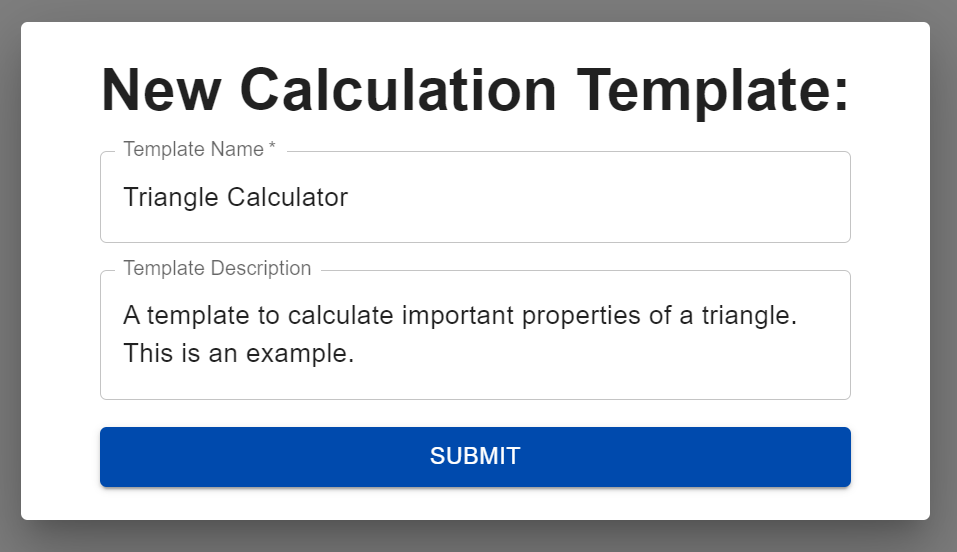 New Calculation Template:
Template Name *
Triangle Calculator
Template Description
A template to calculate important properties of a triangle.
This is an example.
SUBMIT